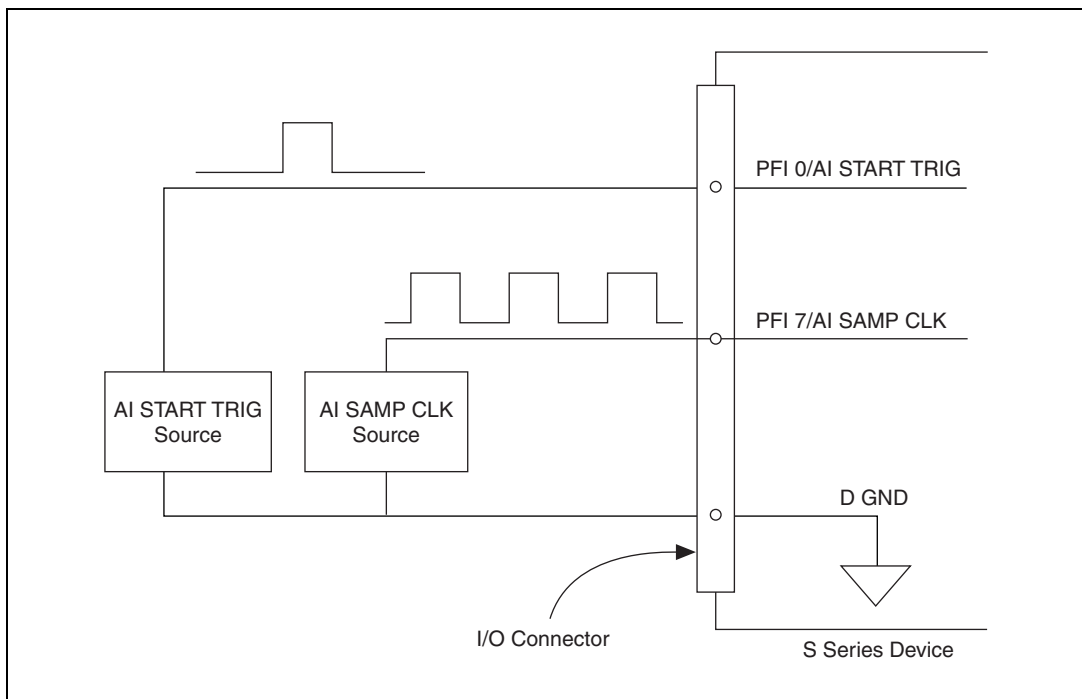 PFI 0/AI START TRIG
PFI 7/AI SAMP CLK
AI START TRIG
Source
AI SAMP CLK
Source
D GND
I/O Connector
S Series Device